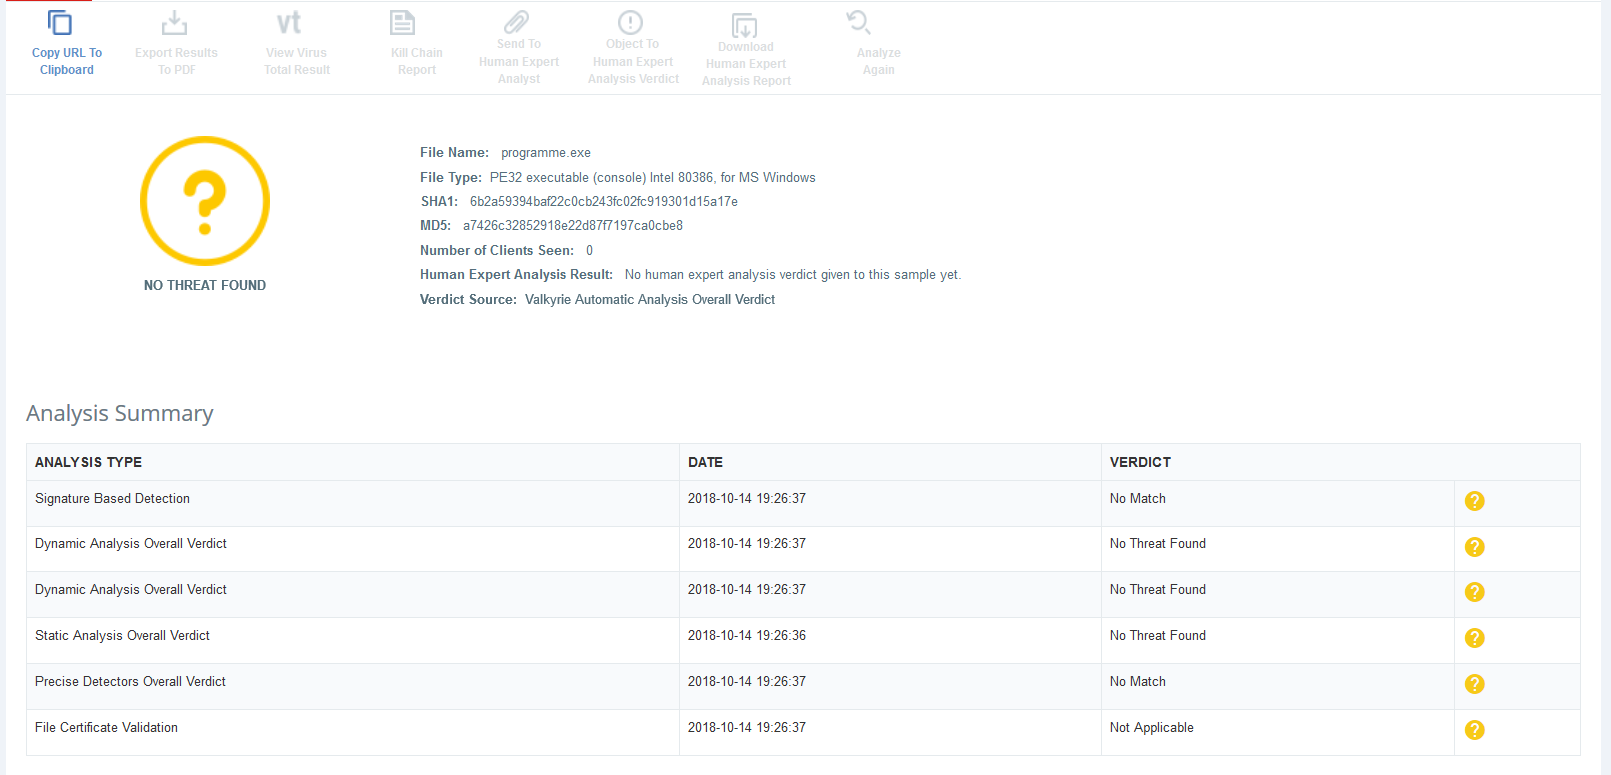 Copy URL To
Clipboard
Export Results
To PDF
vt
View Virus
Total Result
Kill Chain
Report
Send To
Human Expert
Analyst
Object To
Human Expert
Analysis Verdict
Download
Human Expert
Analysis Report
Analyze
Again
NO THREAT FOUND
File Name: programme.exe
File Type: PE32 executable (console) Intel 80386, for MS Windows
SHA1: 6b2a59394baf22c0cb243fc02fc919301d15a17e
MD5: a7426c32852918e22d87f7197ca0cbe8
Number of Clients Seen: 0
Human Expert Analysis Result: No human expert analysis verdict given to this sample yet.
Verdict Source: Valkyrie Automatic Analysis Overall Verdict
Analysis Summary
ANALYSIS TYPE DATE VERDICT
Signature Based Detection 2018-10-14 19:26:37 No Match
Dynamic Analysis Overall Verdict 2018-10-14 19:26:37 No Threat Found
Dynamic Analysis Overall Verdict 2018-10-14 19:26:37 No Threat Found
Static Analysis Overall Verdict 2018-10-14 19:26:36 No Threat Found
Precise Detectors Overall Verdict 2018-10-14 19:26:37 No Match
File Certificate Validation 2018-10-14 19:26:37 Not Applicable